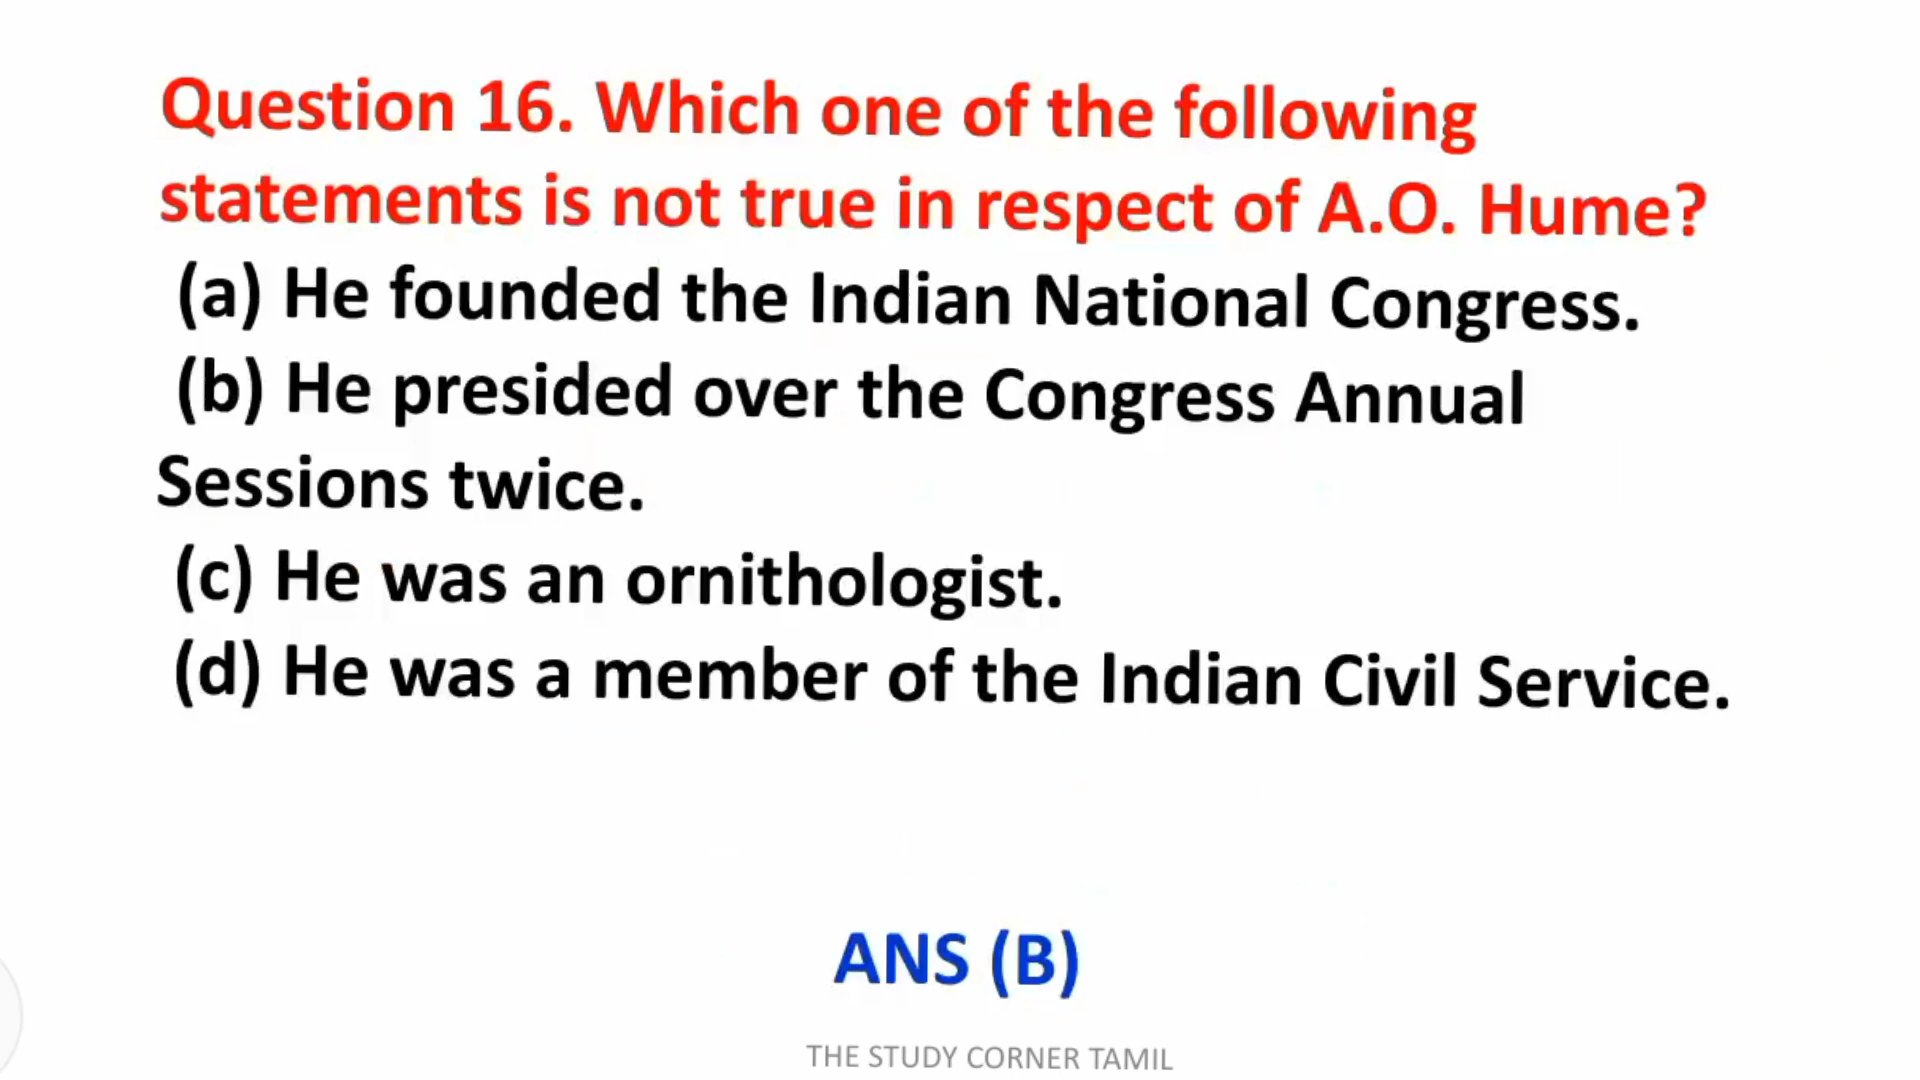 Question 16. Which one of the following
statements is not true in respect of A.O. Hume?
(a) He founded the Indian National Congress.
(b) He presided over the Congress Annual
Sessions twice.
(c) He was an ornithologist.
(d) He was a member of the Indian Civil Service.
ANS (B)
THE STUDY CORNER TAMIL